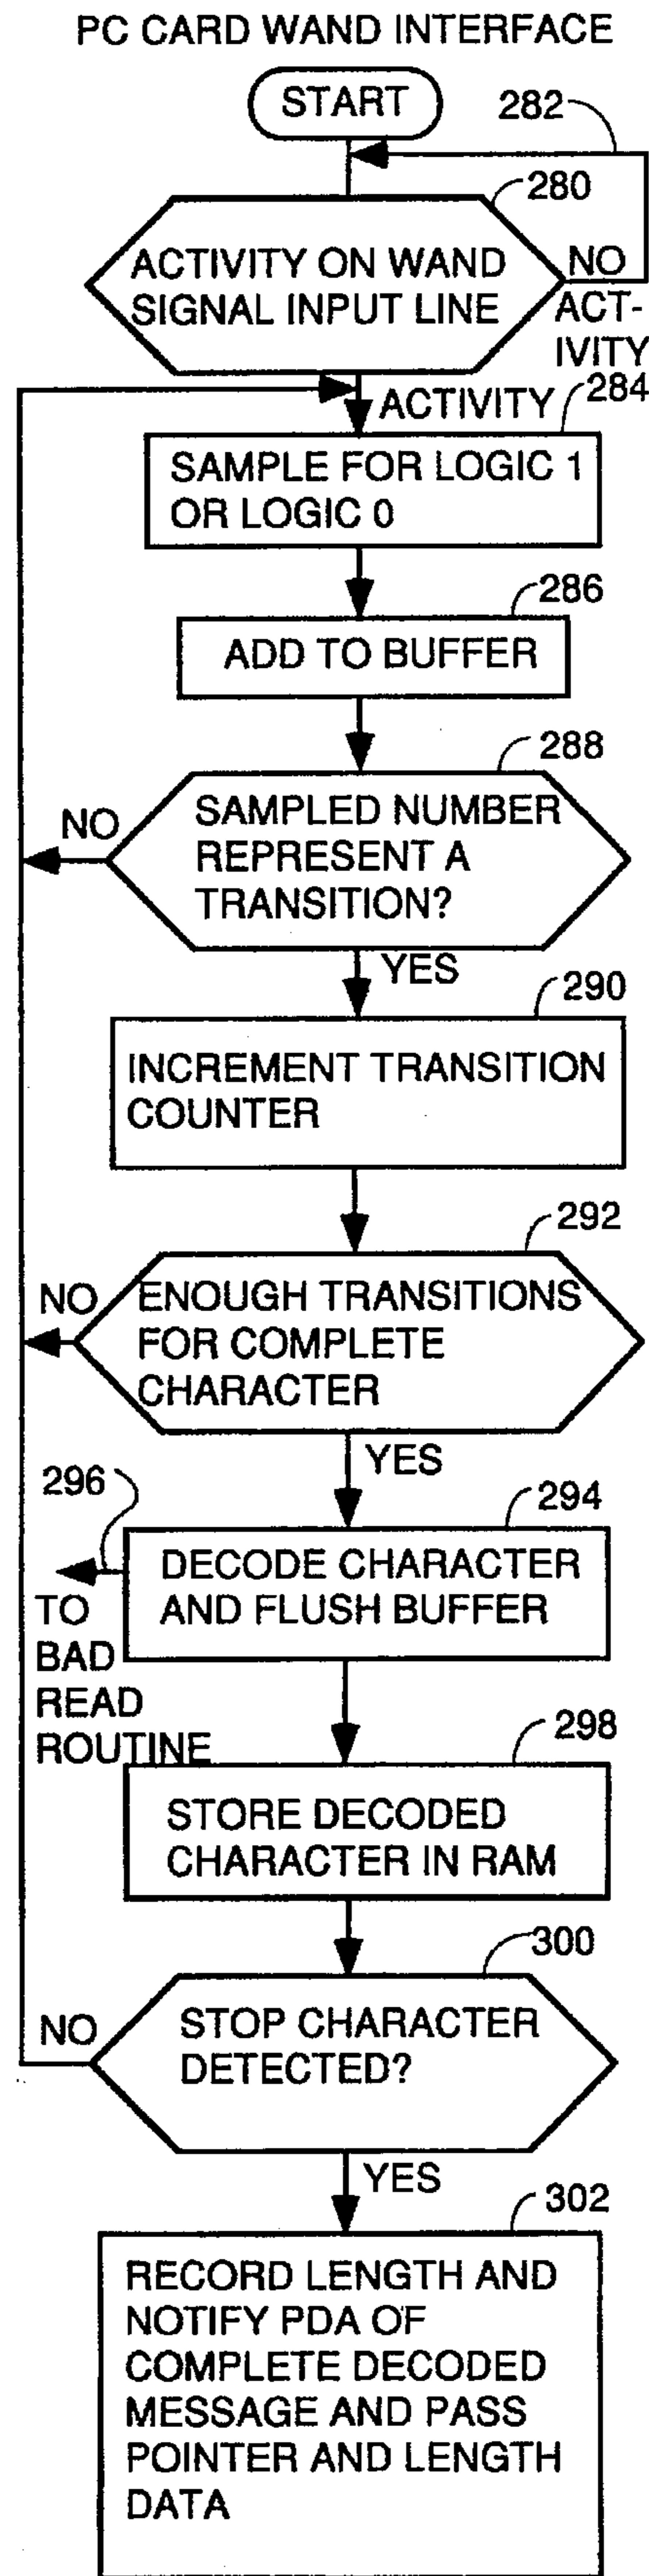 PC CARD WAND INTERFACE
START
282
280
ACTIVITY ON WAND
SIGNAL INPUT LINE
NO
ACT-
IVITY
284
ACTIVITY
SAMPLE FOR LOGIC 1
OR LOGIC 0
286
ADD TO BUFFER
288
SAMPLED NUMBER
REPRESENT A
TRANSITION?
NO
YES
290
INCREMENT TRANSITION
COUNTER
292
NO
ENOUGH TRANSITIONS
FOR COMPLETE
CHARACTER
YES
296
294
DECODE CHARACTER
AND FLUSH BUFFER
TO
BAD
READ
ROUTINE
298
STORE DECODED
CHARACTER IN RAM
300
STOP CHARACTER
DETECTED?
NO
YES
302
RECORD LENGTH AND
NOTIFY PDA OF
COMPLETE DECODED
MESSAGE AND PASS
POINTER AND LENGTH
DATA